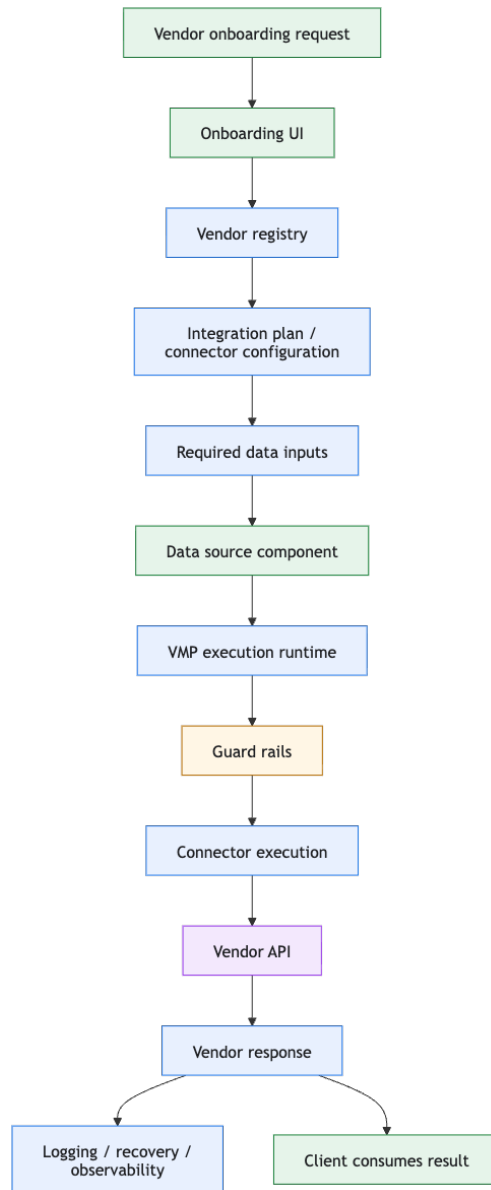 Vendor onboarding request
Onboarding UI
Vendor registry
Integration plan /
connector configuration
Required data inputs
Data source component
VMP execution runtime
Guard rails
Connector execution
Vendor API
Vendor response
Logging / recovery /
observability
Client consumes result